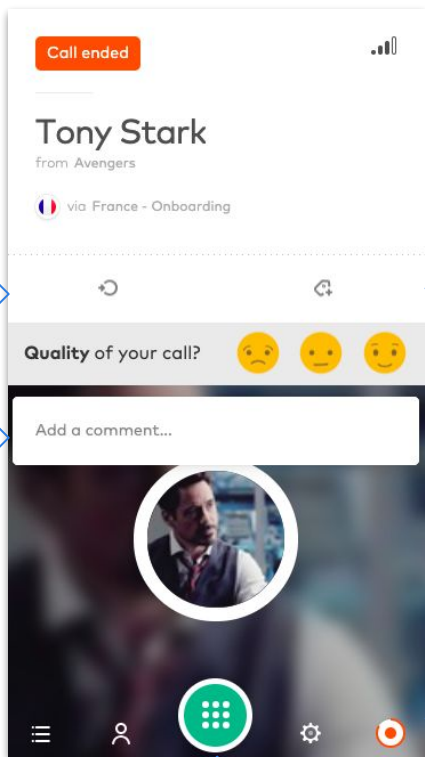 Call ended
Tony Stark
from Avengers
via France - Onboarding
Quality of your call?
Add a comment...